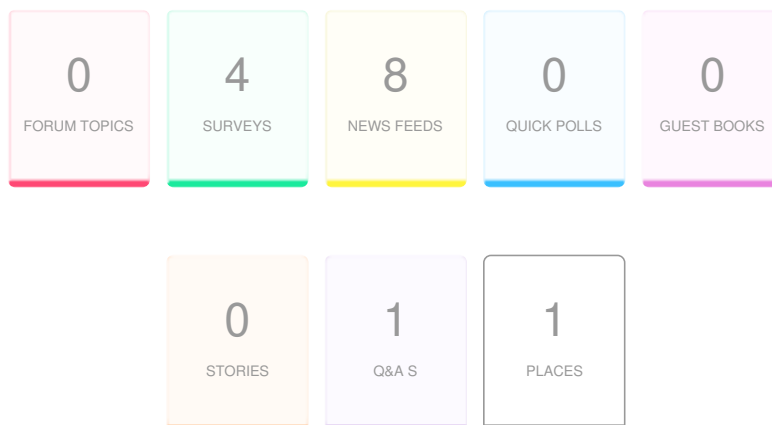 0 4 8 0 0
FORUM TOPICS SURVEYS NEWS FEEDS QUICK POLLS GUEST BOOKS
0 1 1
STORIES Q&A S PLACES